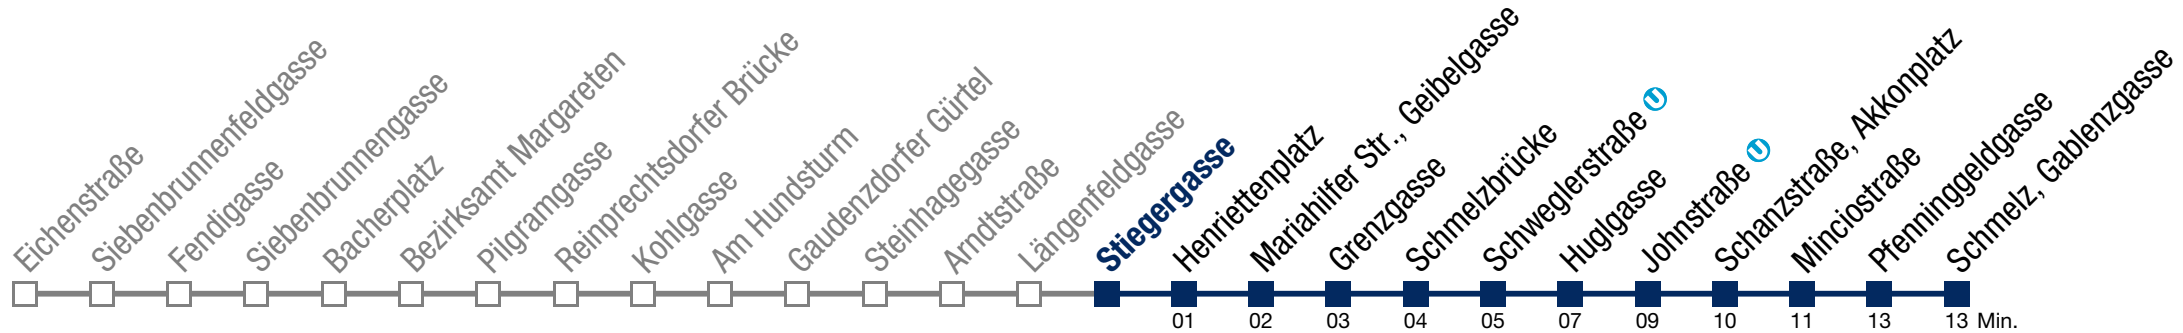 Eichenstraße
Siebenbrunnenfeldgasse
Fendigasse
Siebenbrunnengasse
Bacherplatz
Bezirksamt Margareten
Pilgramgasse
Reinprechtsdorfer Brücke
Kohlgasse
Am Hundsturm
Gaudenzdorfer Gürtel
Steinhagegasse
Arndtstraße
Längenfeldgasse
Stiegergasse
Henriettenplatz
Mariahilfer Str., Geibelgasse
Grenzgasse
Schmelzbrücke
Schweglerstraße U
Huglgasse
Johnstraße U
Schanzstraße, Akkonplatz
Minciostraße
Pfenninggeldgasse
Schmelz, Gablenzgasse
01 02 03 04 05 07 09 10 11 13 13 Min.